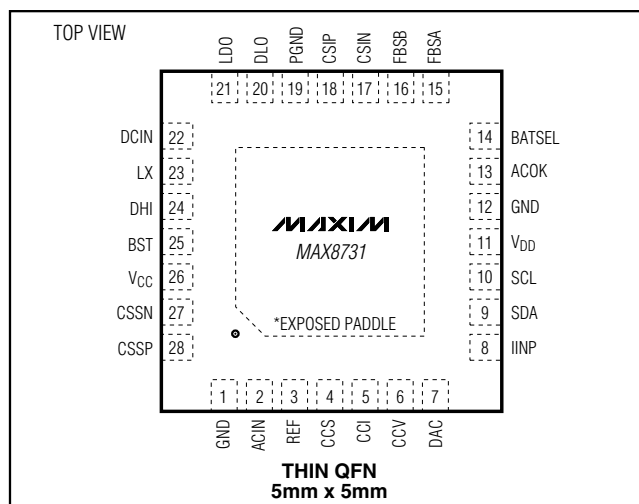 TOP VIEW
LDO
DLO
PGND
CSIP
CSIN
FBSB
FBSA
21 20 19 18 17 16 15
DCIN 22
LX 23
DHI 24
BST 25
VCC 26
CSSN 27
CSSP 28
14 BATSEL
13 ACOK
12 GND
11 VDD
10 SCL
9 SDA
8 IINP
MAXIM
MAX8731
*EXPOSED PADDLE
1 2 3 4 5 6 7
GND
ACIN
REF
CCS
CCI
CCV
DAC
THIN QFN
5mm x 5mm